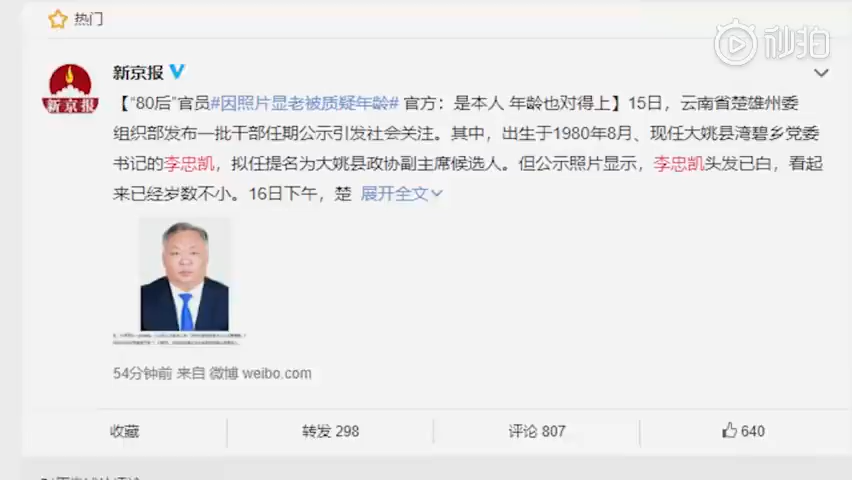 热门
秒拍
新京报
新京报
【“80后”官员#因照片显老被质疑年龄# 官方：是本人 年龄也对得上】15日，云南省楚雄州委
组织部发布一批干部任期公示引发社会关注。其中，出生于1980年8月、现任大姚县湾碧乡党委
书记的李忠凯，拟任提名为大姚县政协副主席候选人。但公示照片显示，李忠凯头发已白，看起
来已经岁数不小。16日下午，楚 展开全文
54分钟前 来自 微博 weibo.com
收藏 转发 298 评论 807 640